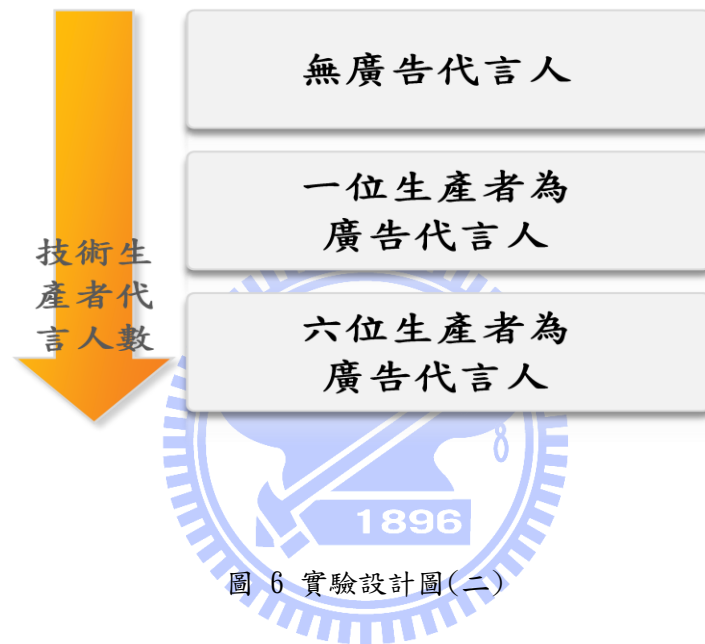 無廣告代言人
一位生產者為
廣告代言人
技術生
產者代
言人數
六位生產者為
廣告代言人
1896
圖 6 實驗設計圖(二)